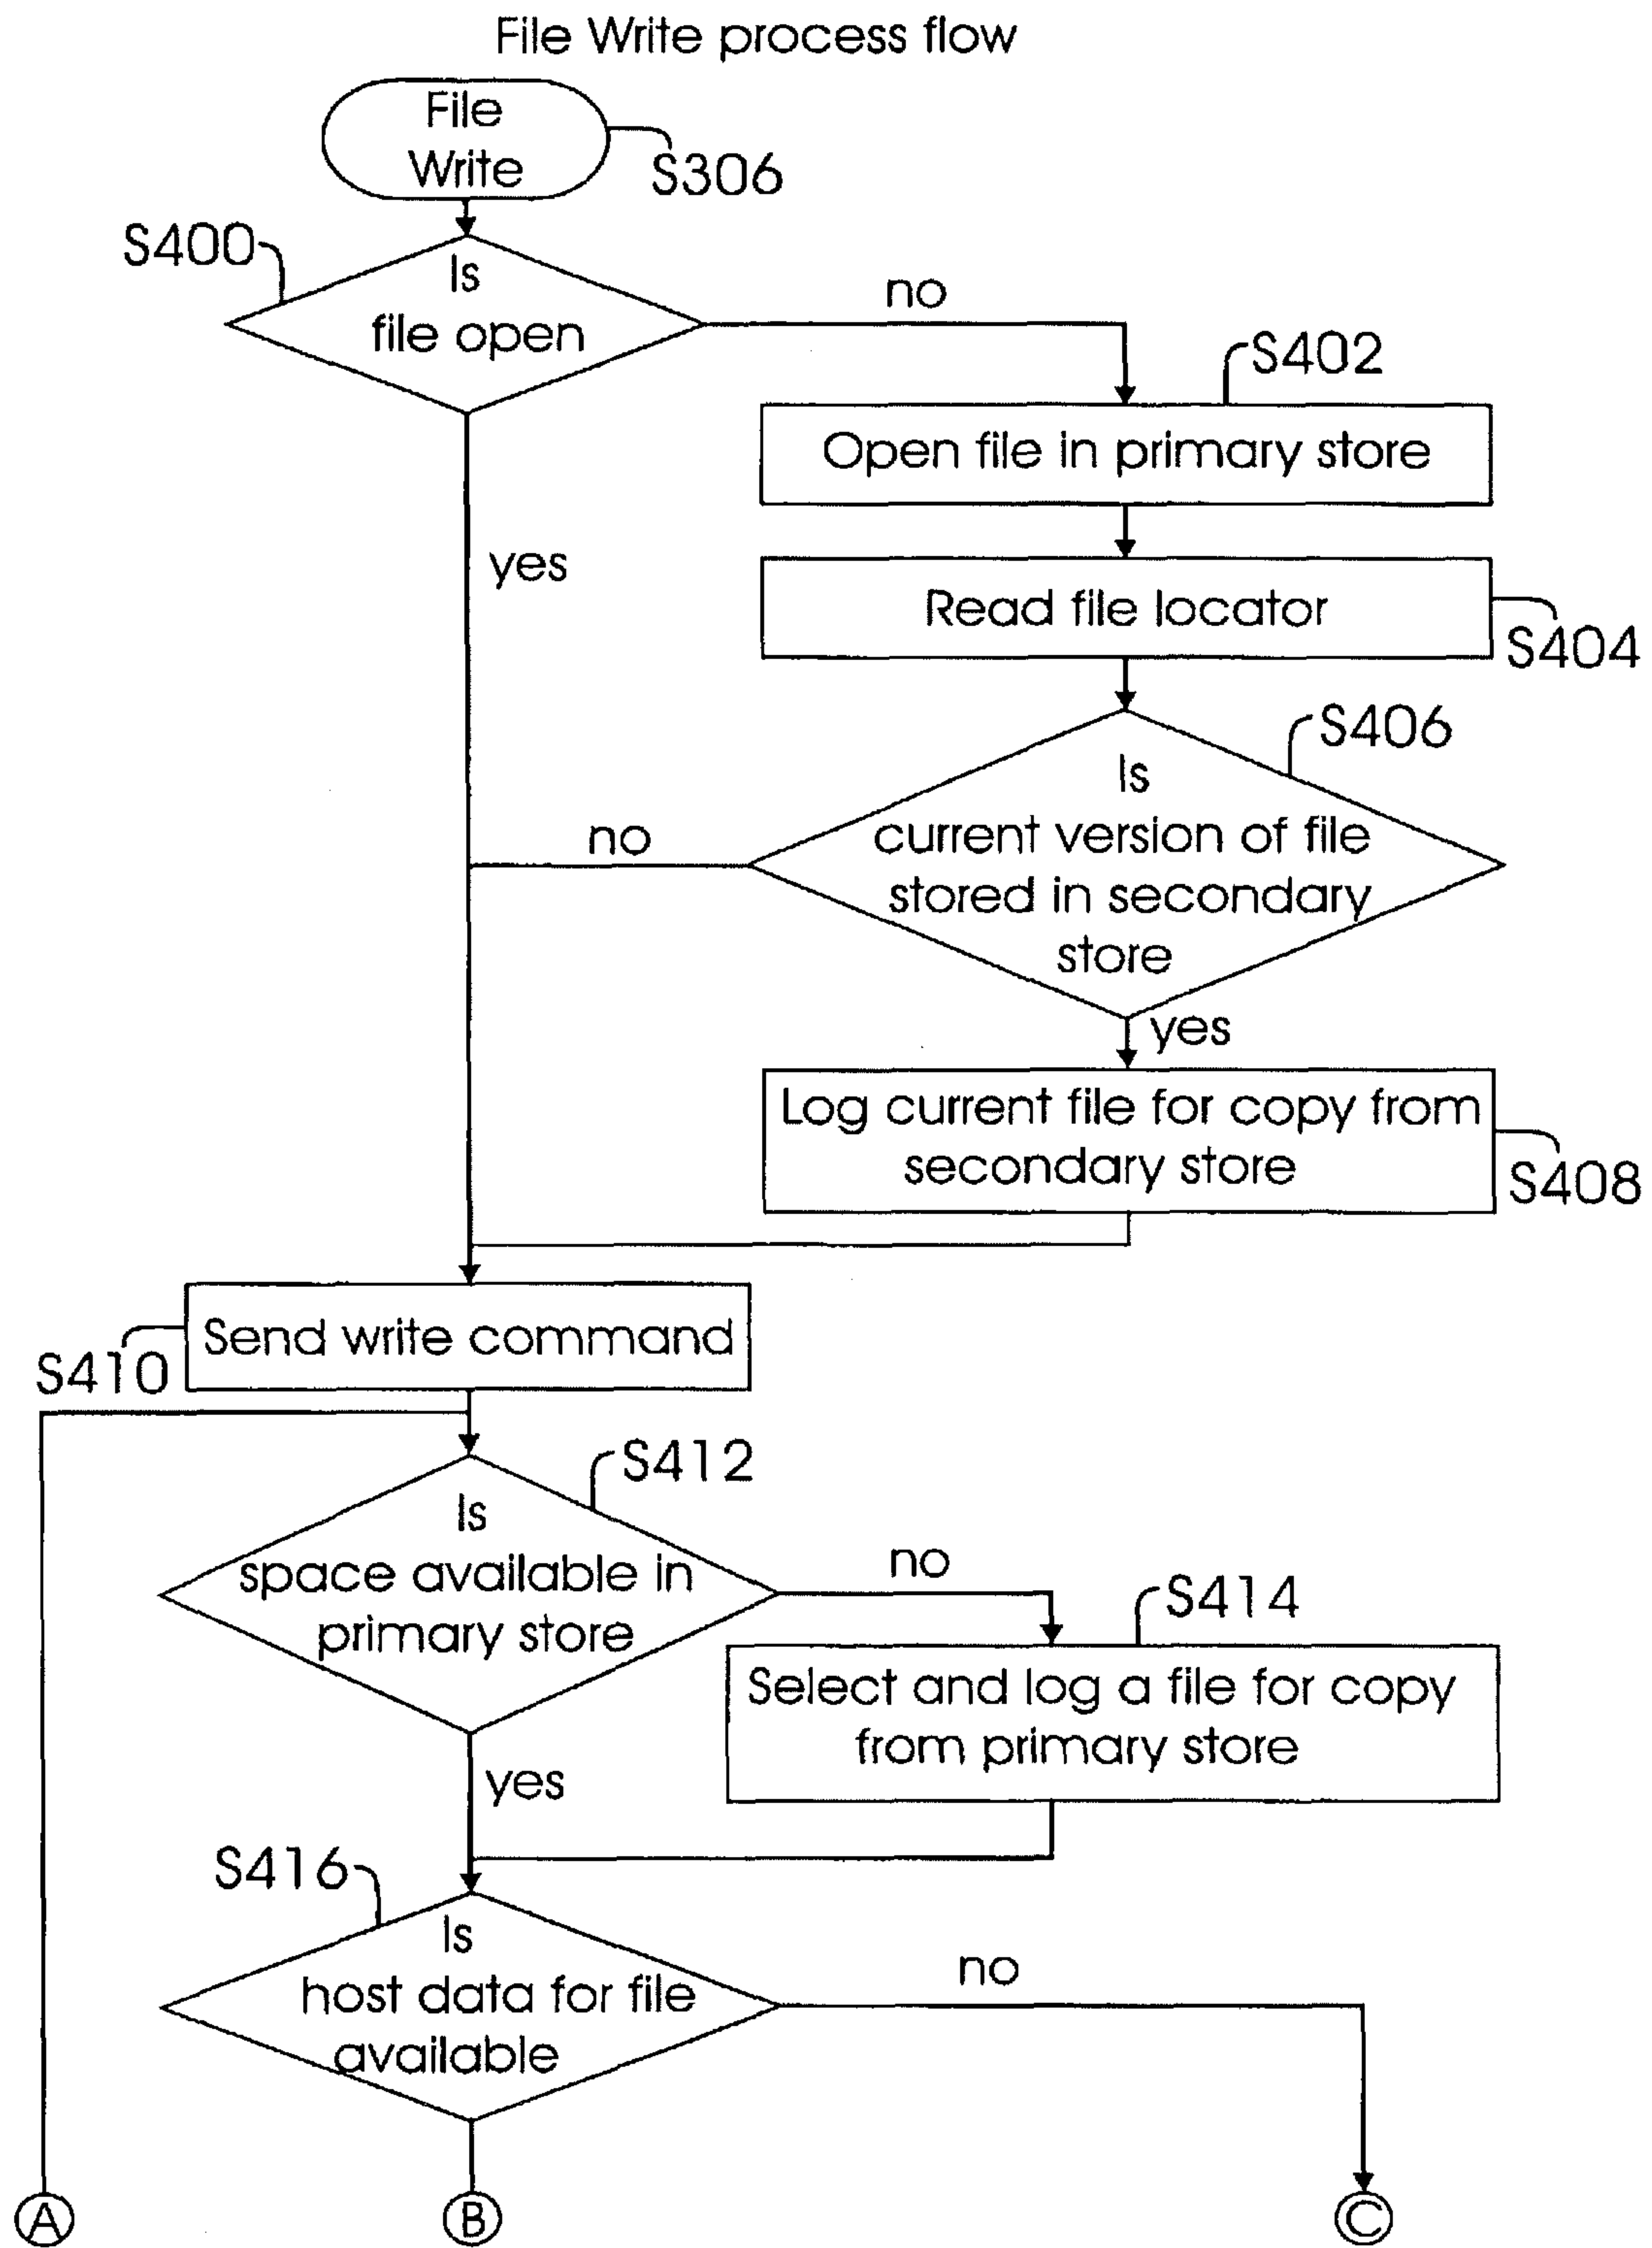 File Write process flow
File
Write
S306
S400
Is
file open
no
S402
Open file in primary store
yes
Read file locator
S404
S406
Is
current version of file
stored in secondary
store
no
yes
Log current file for copy from
secondary store
S408
Send write command
S410
S412
Is
space available in
primary store
no
S414
Select and log a file for copy
from primary store
yes
S416
Is
host data for file
available
no
A
B
C